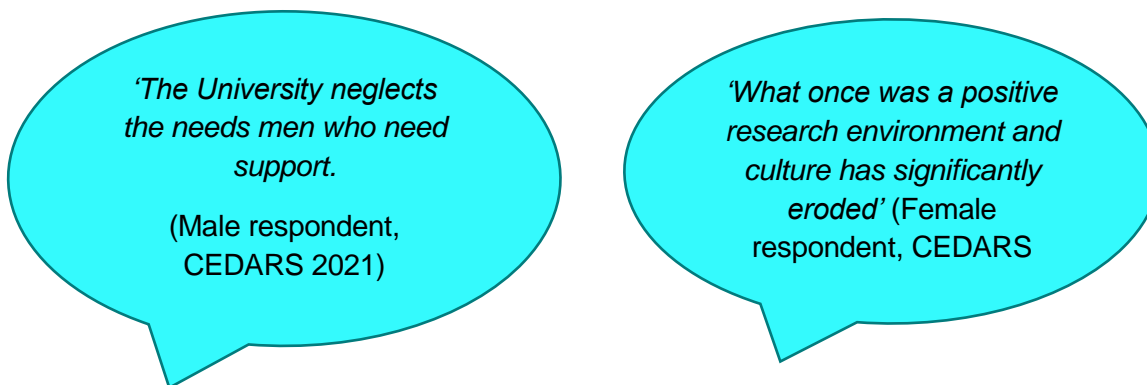 ‘The University neglects
the needs men who need
support.
(Male respondent,
CEDARS 2021)
‘What once was a positive
research environment and
culture has significantly
eroded’ (Female
respondent, CEDARS